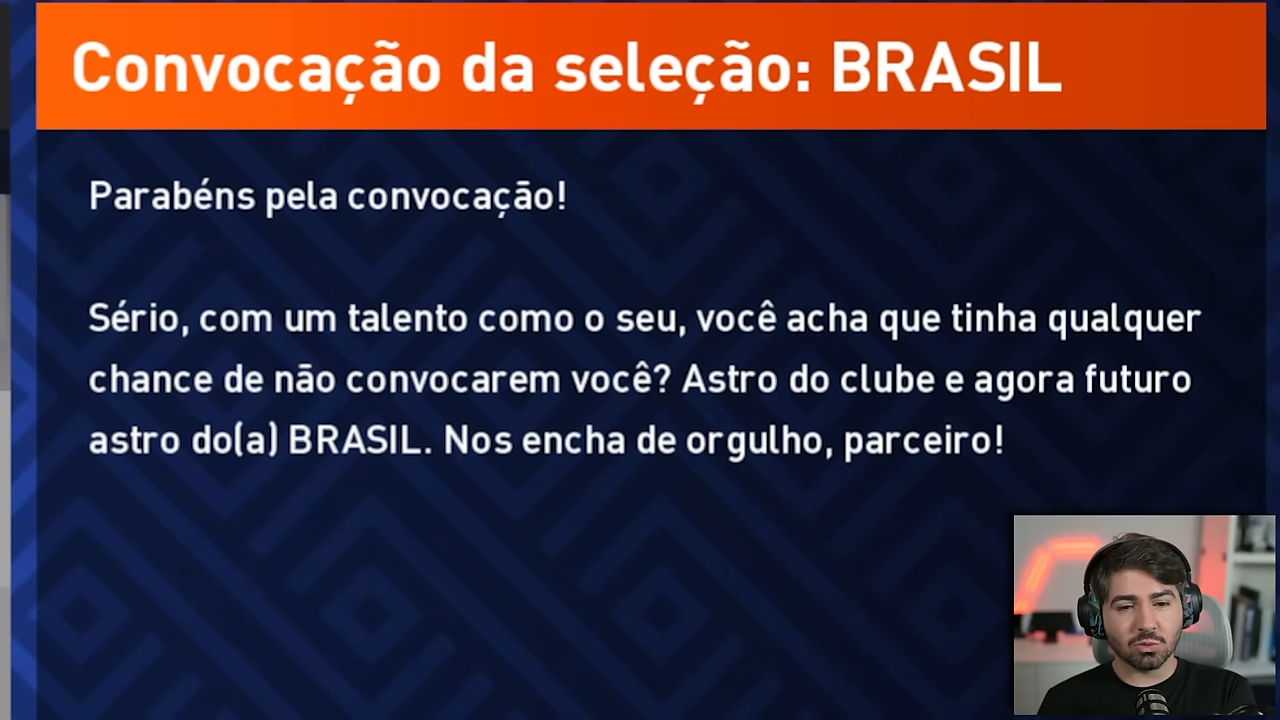 Convocação da seleção: BRASIL
Parabéns pela convocação!
Sério, com um talento como o seu, você acha que tinha qualquer
chance de não convocarem você? Astro do clube e agora futuro
astro do(a) BRASIL. Nos encha de orgulho, parceiro!